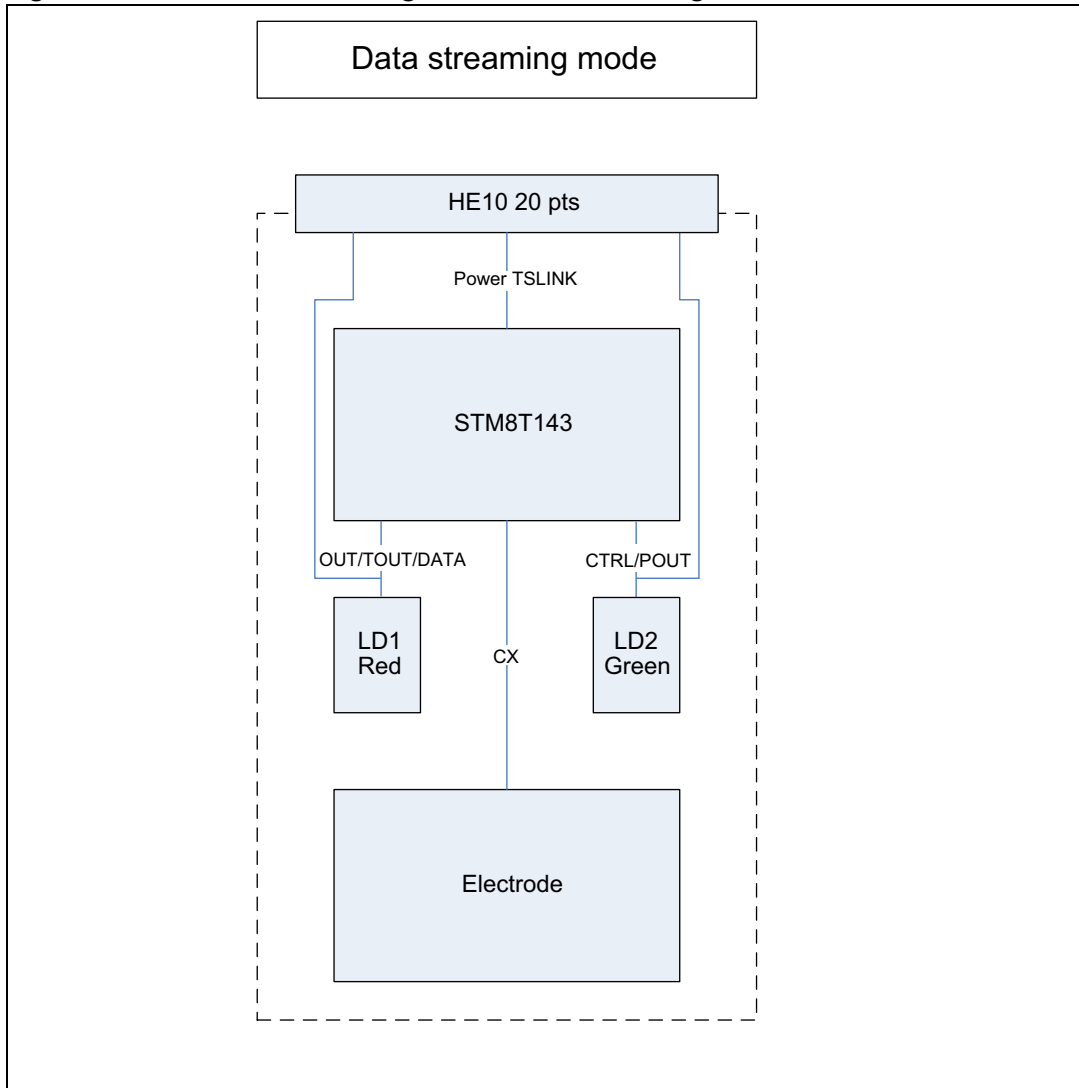 Data streaming mode
HE10 20 pts
Power TSLINK
STM8T143
OUT/TOUT/DATA
CTRL/POUT
LD1
Red
CX
LD2
Green
Electrode